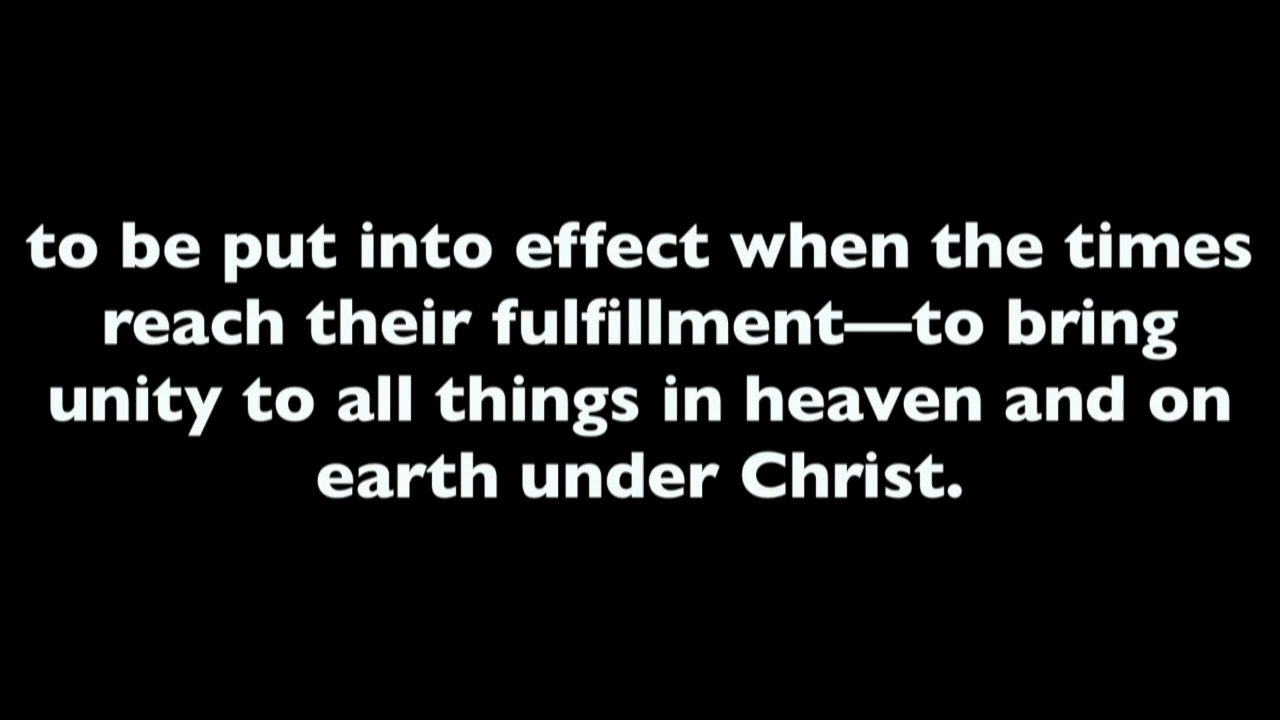 to be put into effect when the times
reach their fulfillment—to bring
unity to all things in heaven and on
earth under Christ.